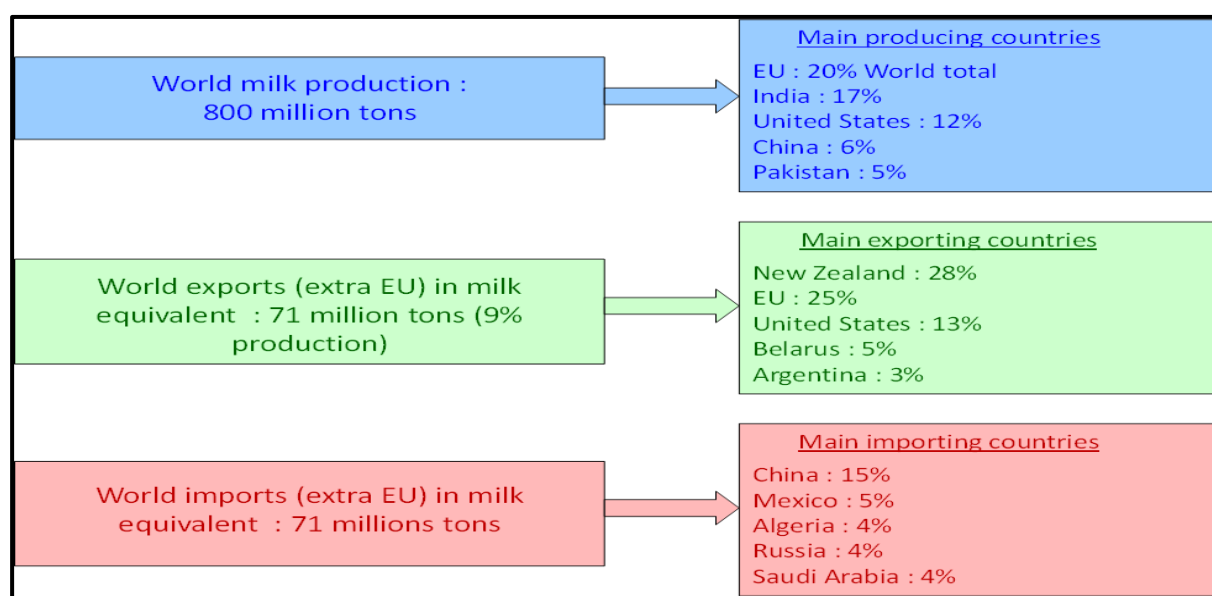 World milk production :
800 million tons
Main producing countries
EU : 20% World total
India : 17%
United States : 12%
China : 6%
Pakistan : 5%
World exports (extra EU) in milk
equivalent  : 71 million tons (9%
production)
Main exporting countries
New Zealand : 28%
EU : 25%
United States : 13%
Belarus : 5%
Argentina : 3%
World imports (extra EU) in milk
equivalent  : 71 millions tons
Main importing countries
China : 15%
Mexico : 5%
Algeria : 4%
Russia : 4%
Saudi Arabia : 4%